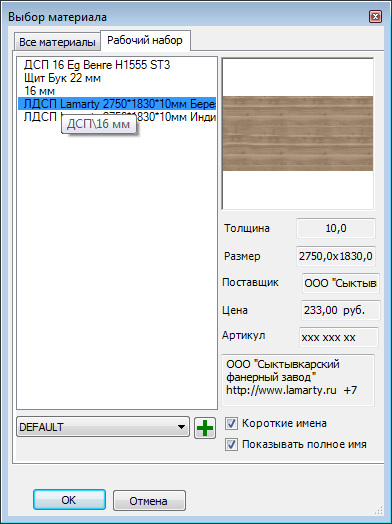 Выбор материала
Все материалы
Рабочий набор
ДСП 16 Eg Венге H1555 ST3
Щит Бук 22 мм
16 мм
ЛДСП Lamarty 2750*1830*10мм Бере
ЛДСП 2750*1830*10мм Инди
ДСП\16 мм
Толщина 10,0
Размер 2750,0x1830,0
Поставщик ООО "Сыктыв
Цена 233,00 руб.
Артикул xxx xxx xx
ООО "Сыктывкарский
фанерный завод"
http://www.lamarty.ru +7
DEFAULT
Короткие имена
Показывать полное имя
OK
Отмена